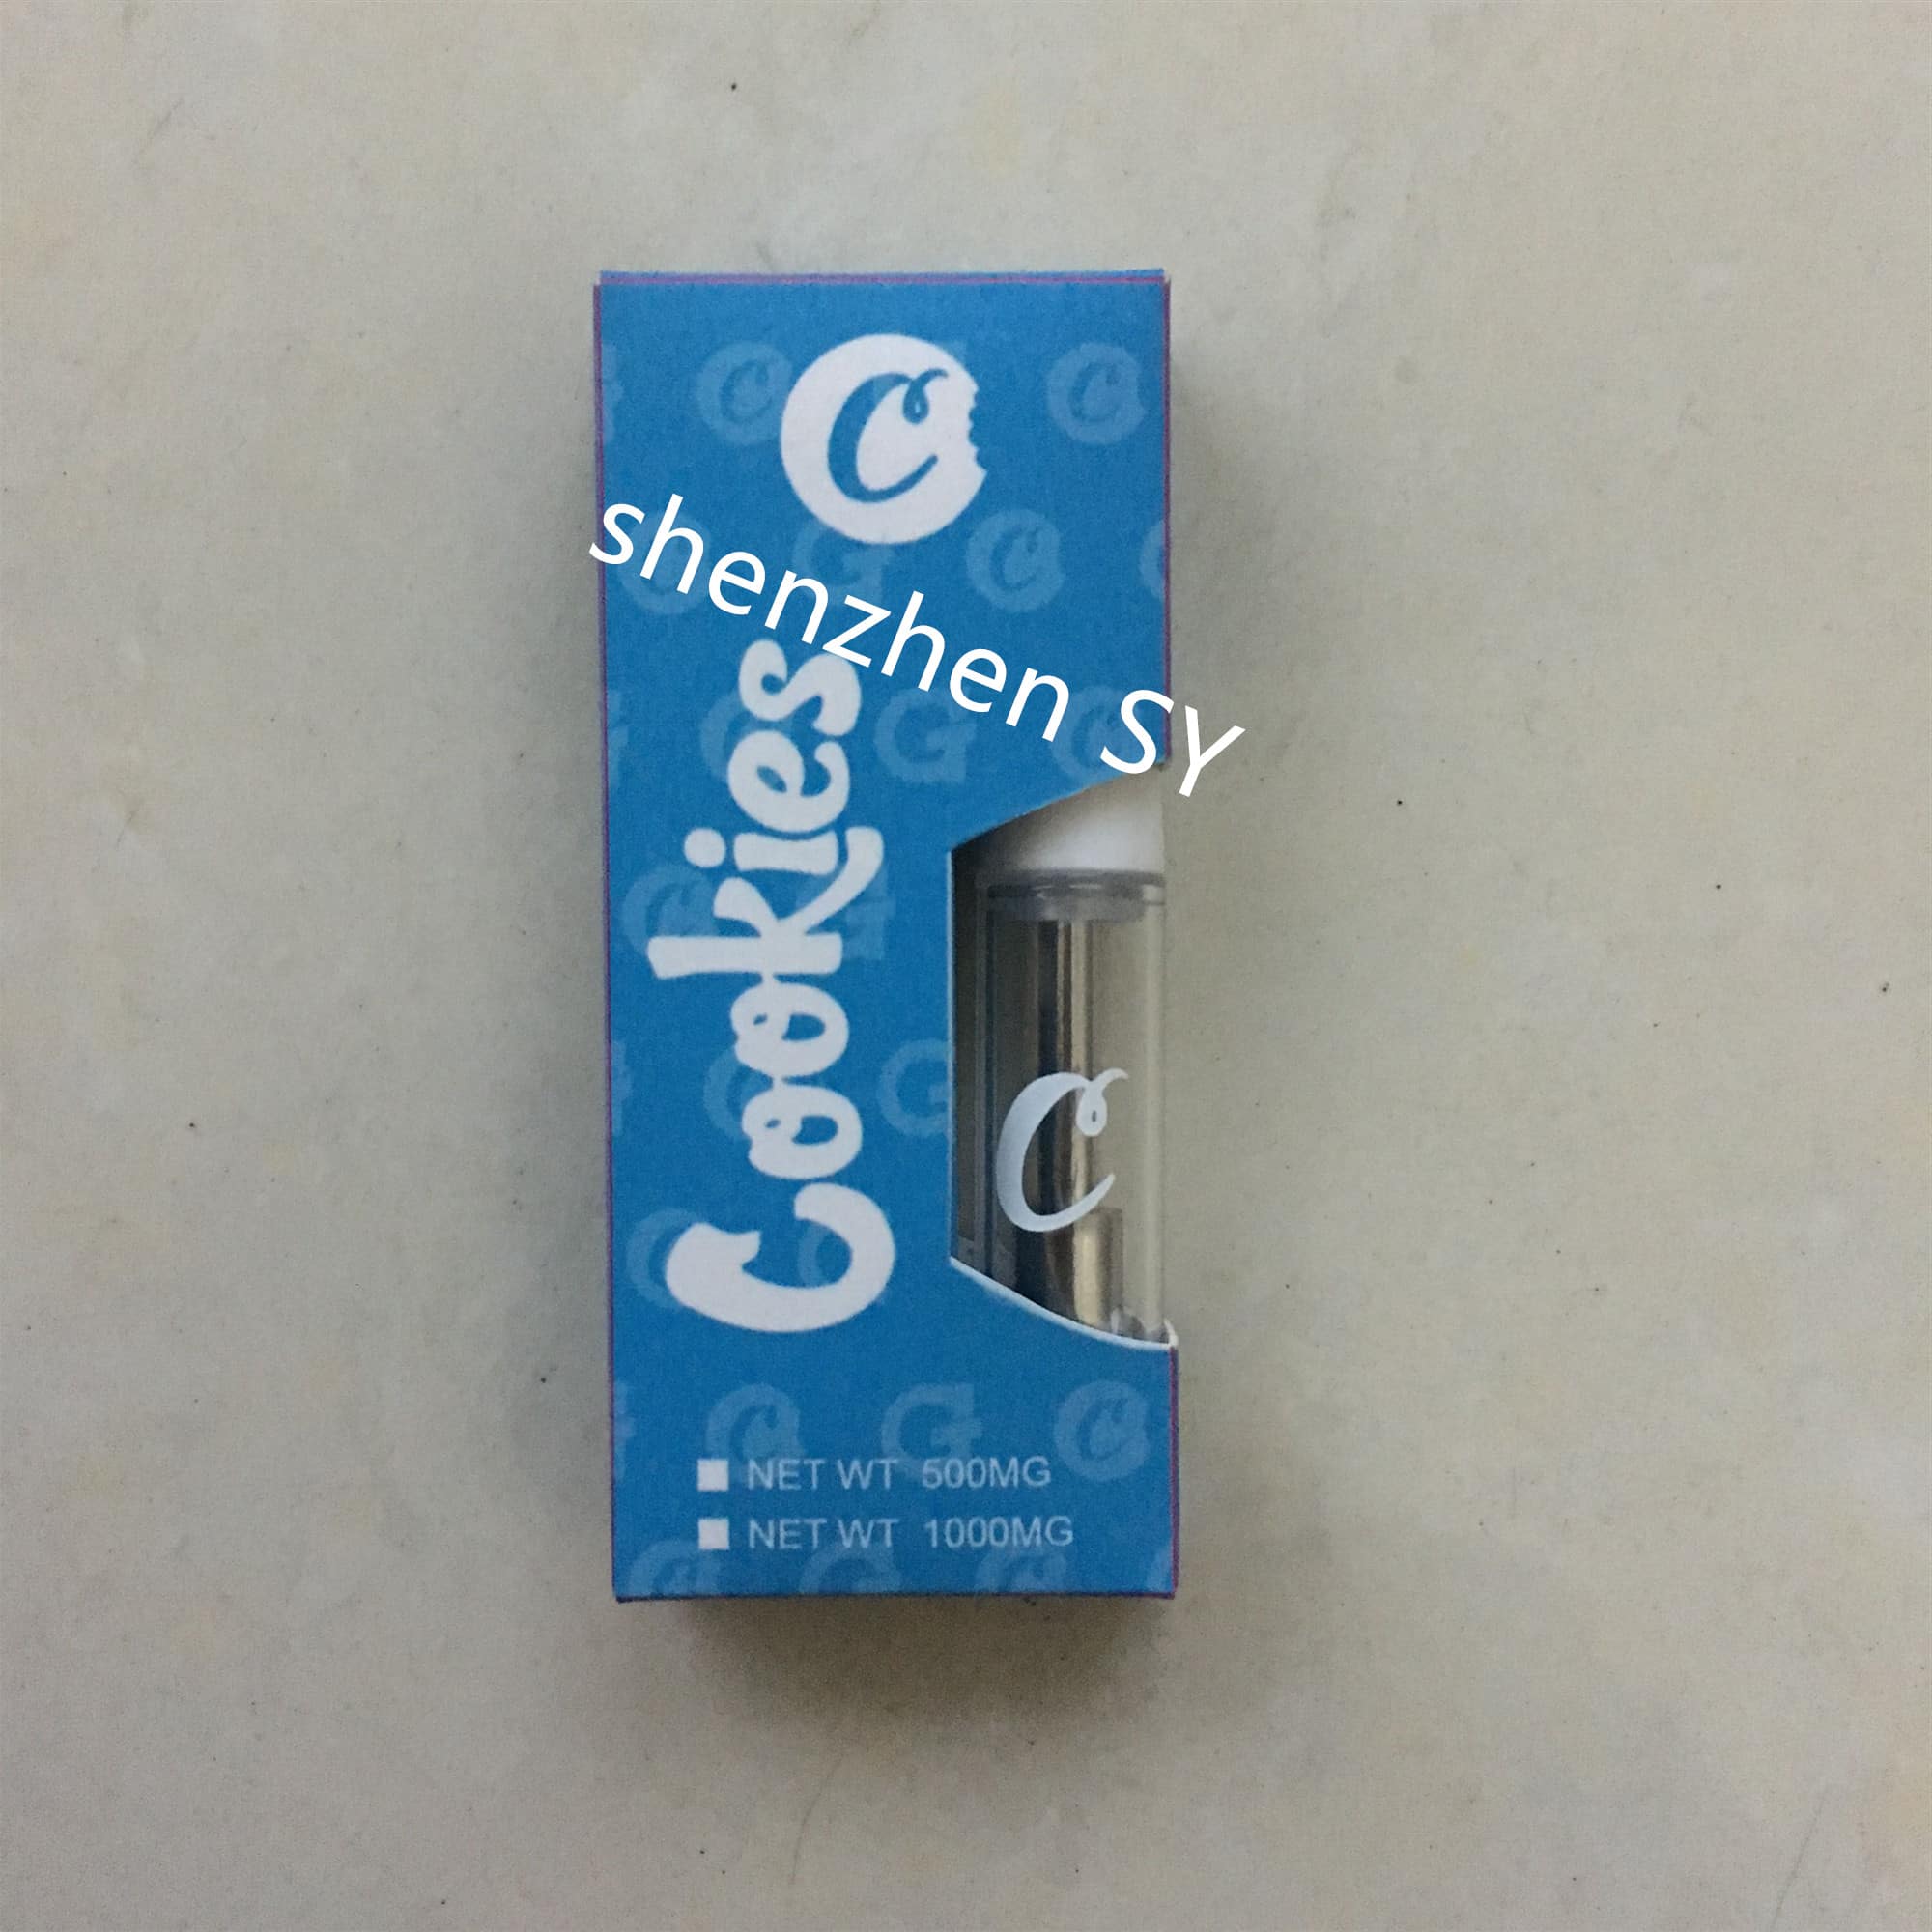 C
shenzhen SY
Cookies
C
NET WT 500MG
NET WT 1000MG